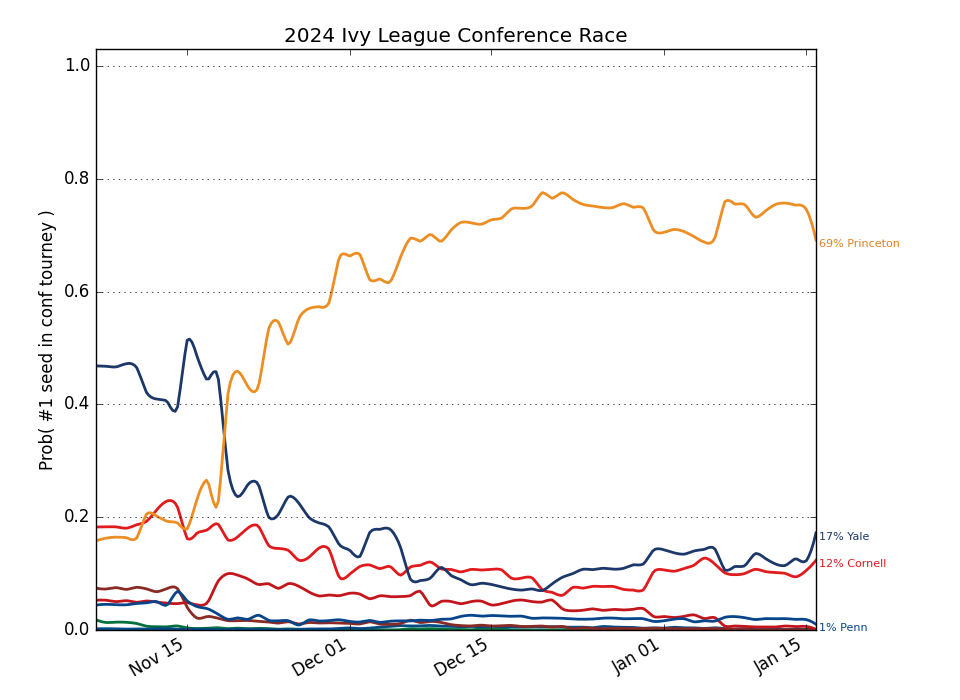 2024 Ivy League Conference Race
Prob( #1 seed in conf tourney )
1.0
0.8
0.6
0.4
0.2
0.0
69% Princeton
17% Yale
12% Cornell
1% Penn
Nov 15
Dec 01
Dec 15
Jan 01
Jan 15